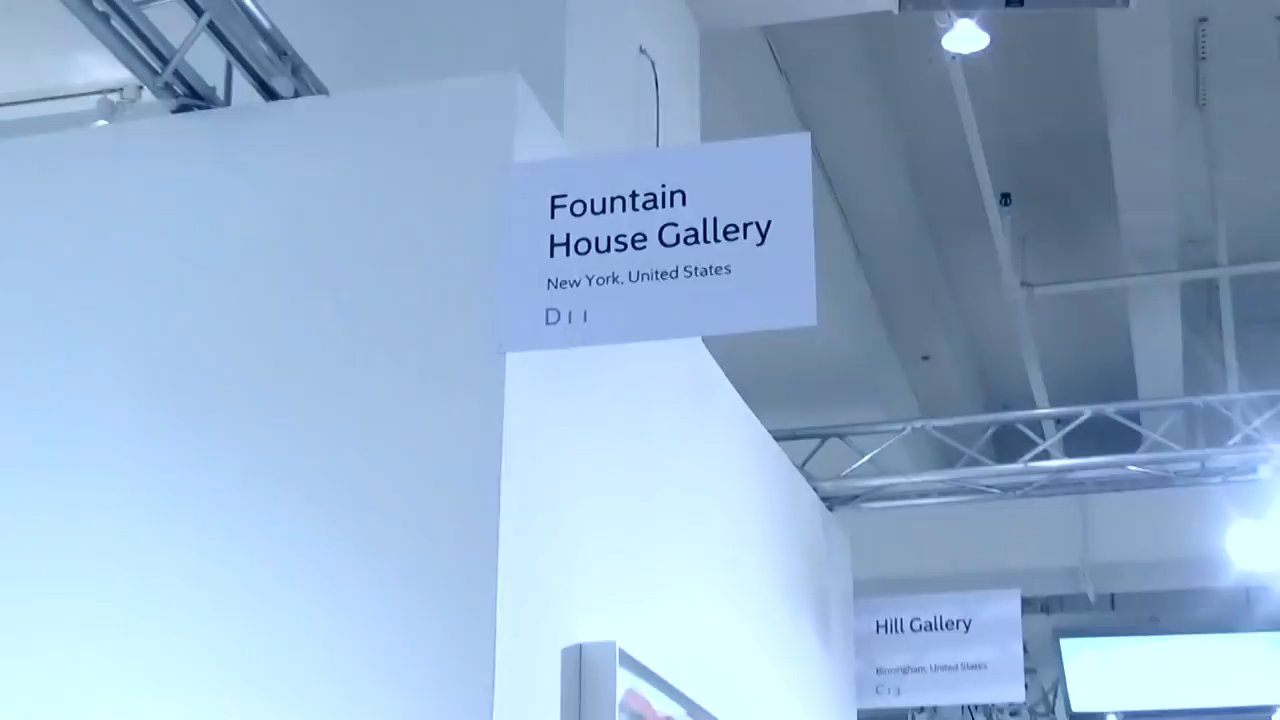 Fountain
House Gallery
New York, United States
D11
Hill Gallery
Birmingham, United States
C13